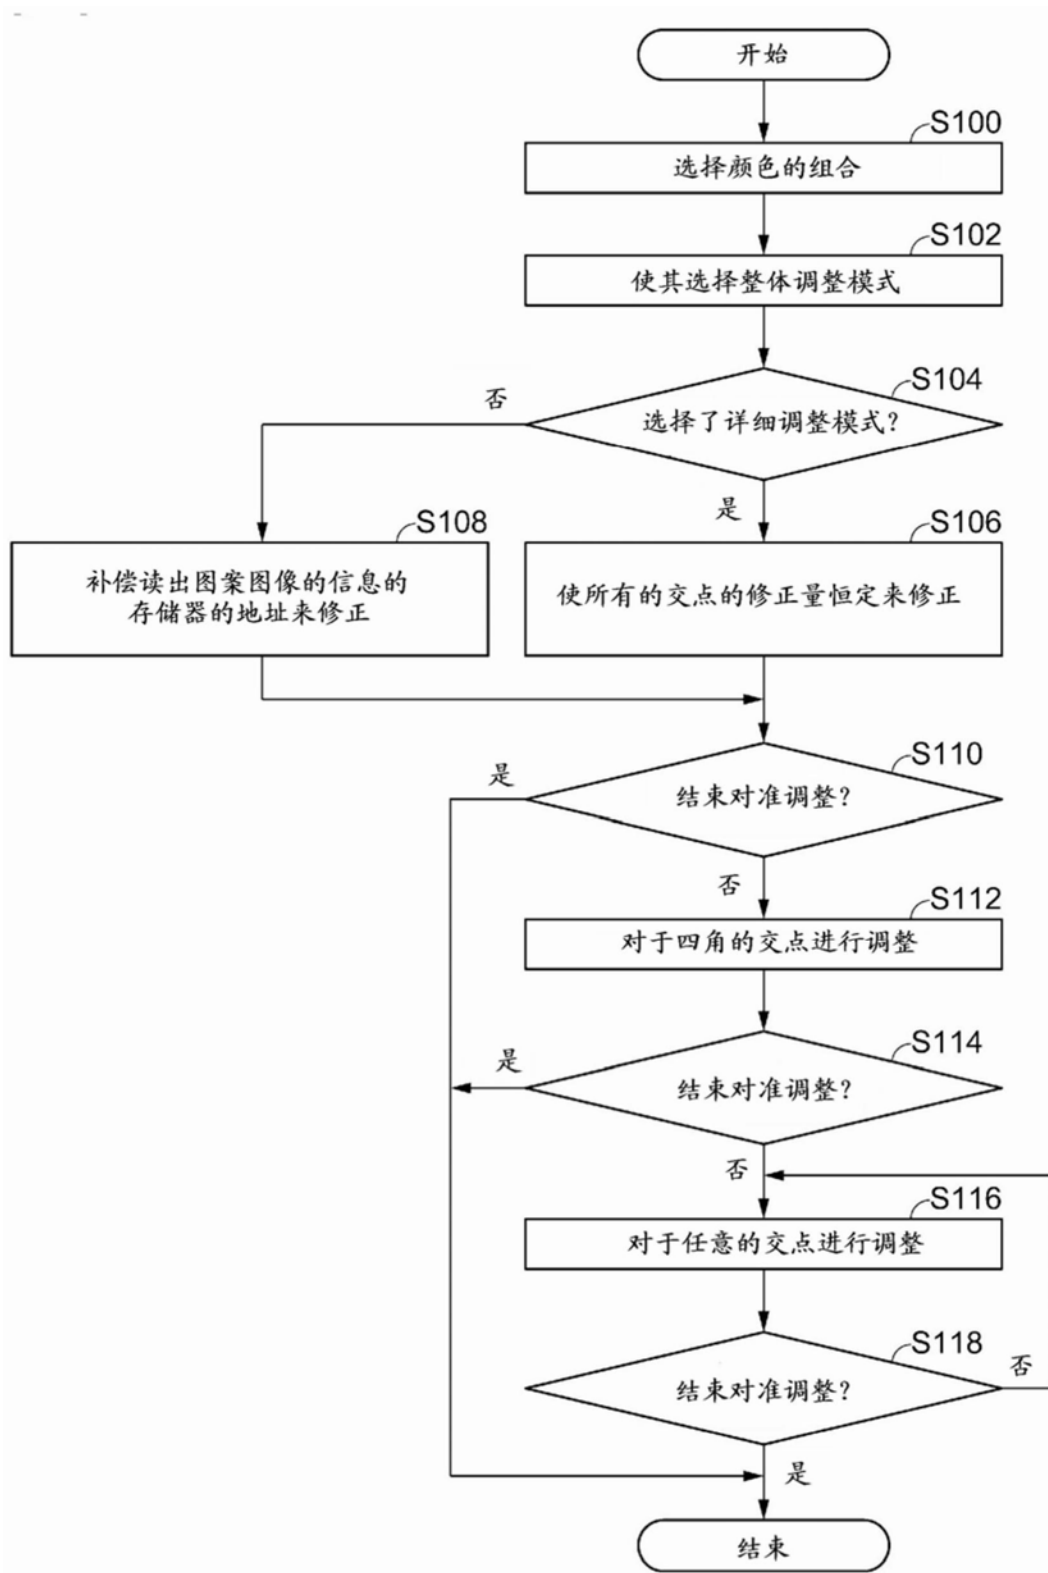 开始
S100
选择颜色的组合
S102
使其选择整体调整模式
S104
选择了详细调整模式?
否
是
S108
补偿读出图案图像的信息的
存储器的地址来修正
S106
使所有的交点的修正量恒定来修正
S110
结束对准调整?
是
否
S112
对于四角的交点进行调整
S114
结束对准调整?
是
否
S116
对于任意的交点进行调整
S118
结束对准调整?
否
是
结束